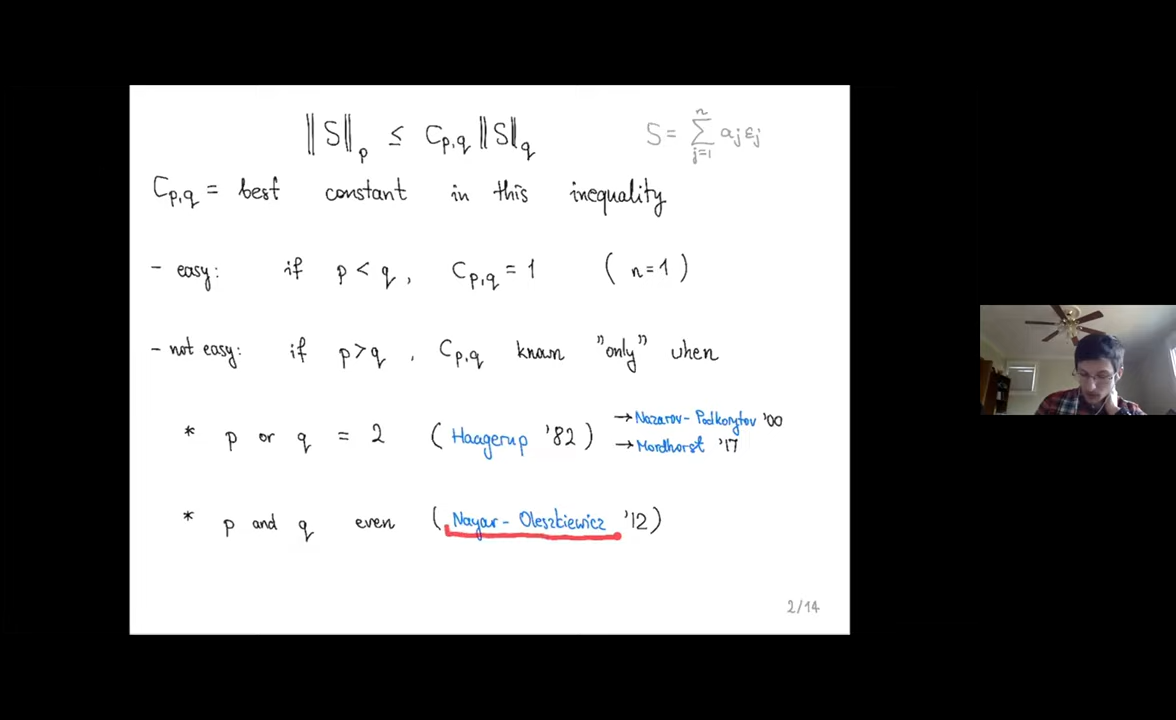 ‖S‖_p ≤ C_{p,q} ‖S‖_q
S = ∑_{j=1}^{n} a_j ε_j
C_{p,q} = best constant in this inequality
- easy: if p < q, C_{p,q} = 1 (n=1)
- not easy: if p > q, C_{p,q} known "only" when
* p or q = 2 (Haagerup '82)
→ Nazarov-Podkorytov '00
→ Mordhorst '17
* p and q even (Nayar-Oleszkiewicz '12)
2/14